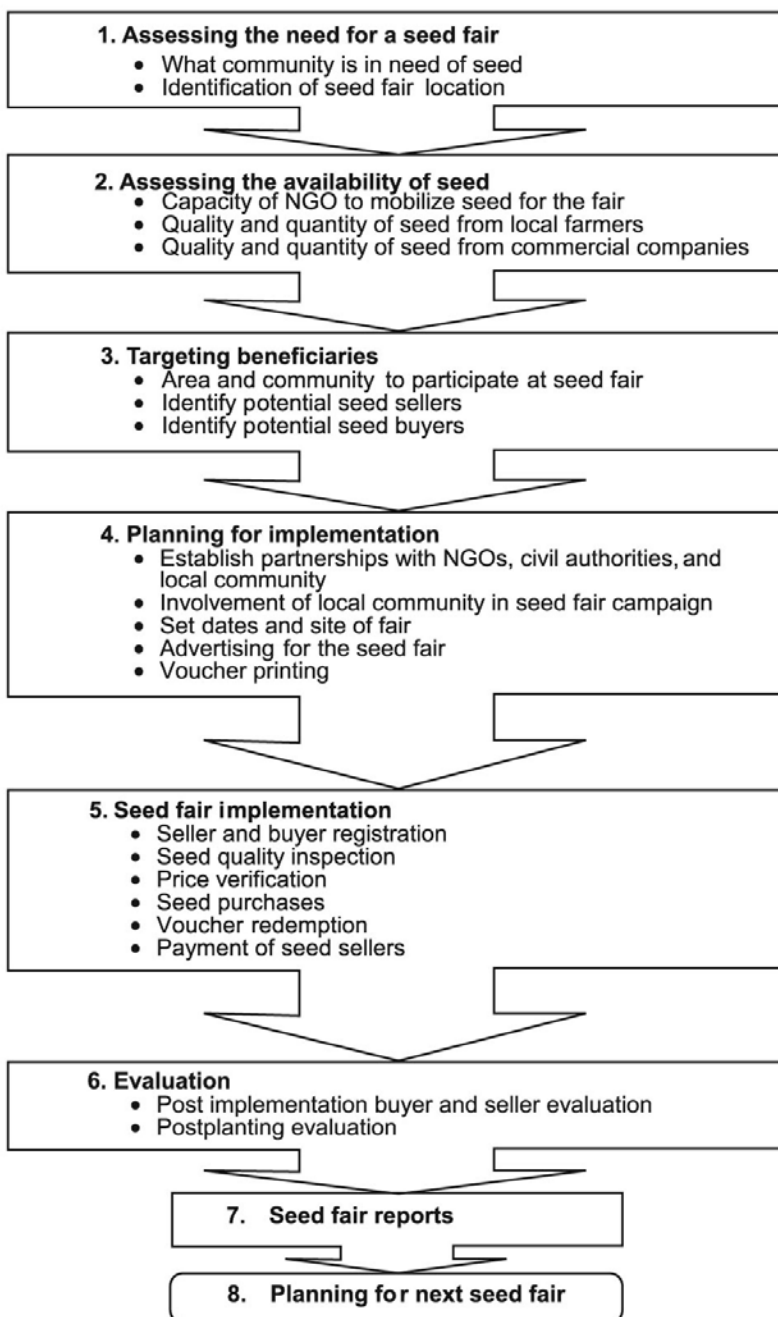 1. Assessing the need for a seed fair
• What community is in need of seed
• Identification of seed fair location
2. Assessing the availability of seed
• Capacity of NGO to mobilize seed for the fair
• Quality and quantity of seed from local farmers
• Quality and quantity of seed from commercial companies
3. Targeting beneficiaries
• Area and community to participate at seed fair
• Identify potential seed sellers
• Identify potential seed buyers
4. Planning for implementation
• Establish partnerships with NGOs, civil authorities, and
local community
• Involvement of local community in seed fair campaign
• Set dates and site of fair
• Advertising for the seed fair
• Voucher printing
5. Seed fair implementation
• Seller and buyer registration
• Seed quality inspection
• Price verification
• Seed purchases
• Voucher redemption
• Payment of seed sellers
6. Evaluation
• Post implementation buyer and seller evaluation
• Postplanting evaluation
7. Seed fair reports
8. Planning for next seed fair